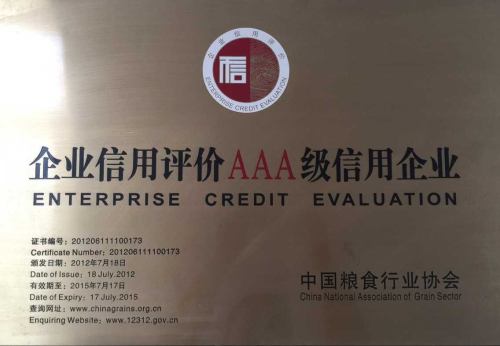 企业信用评价
信
ENTERPRISE CREDIT EVALUATION
企业信用评价AAA级信用企业
ENTERPRISE CREDIT EVALUATION
证书编号：201206111100173
Certificate Number：201206111100173
颁发日期：2012年7月18日
Date of Issue：18 July.2012
有效期至：2015年7月17日
Date of Expiry：17 July.2015
查询网址：www.chinagrains.org.cn
Enquiring Website：www.12312.gov.cn
中国粮食行业协会
China National Association of Grain Sector